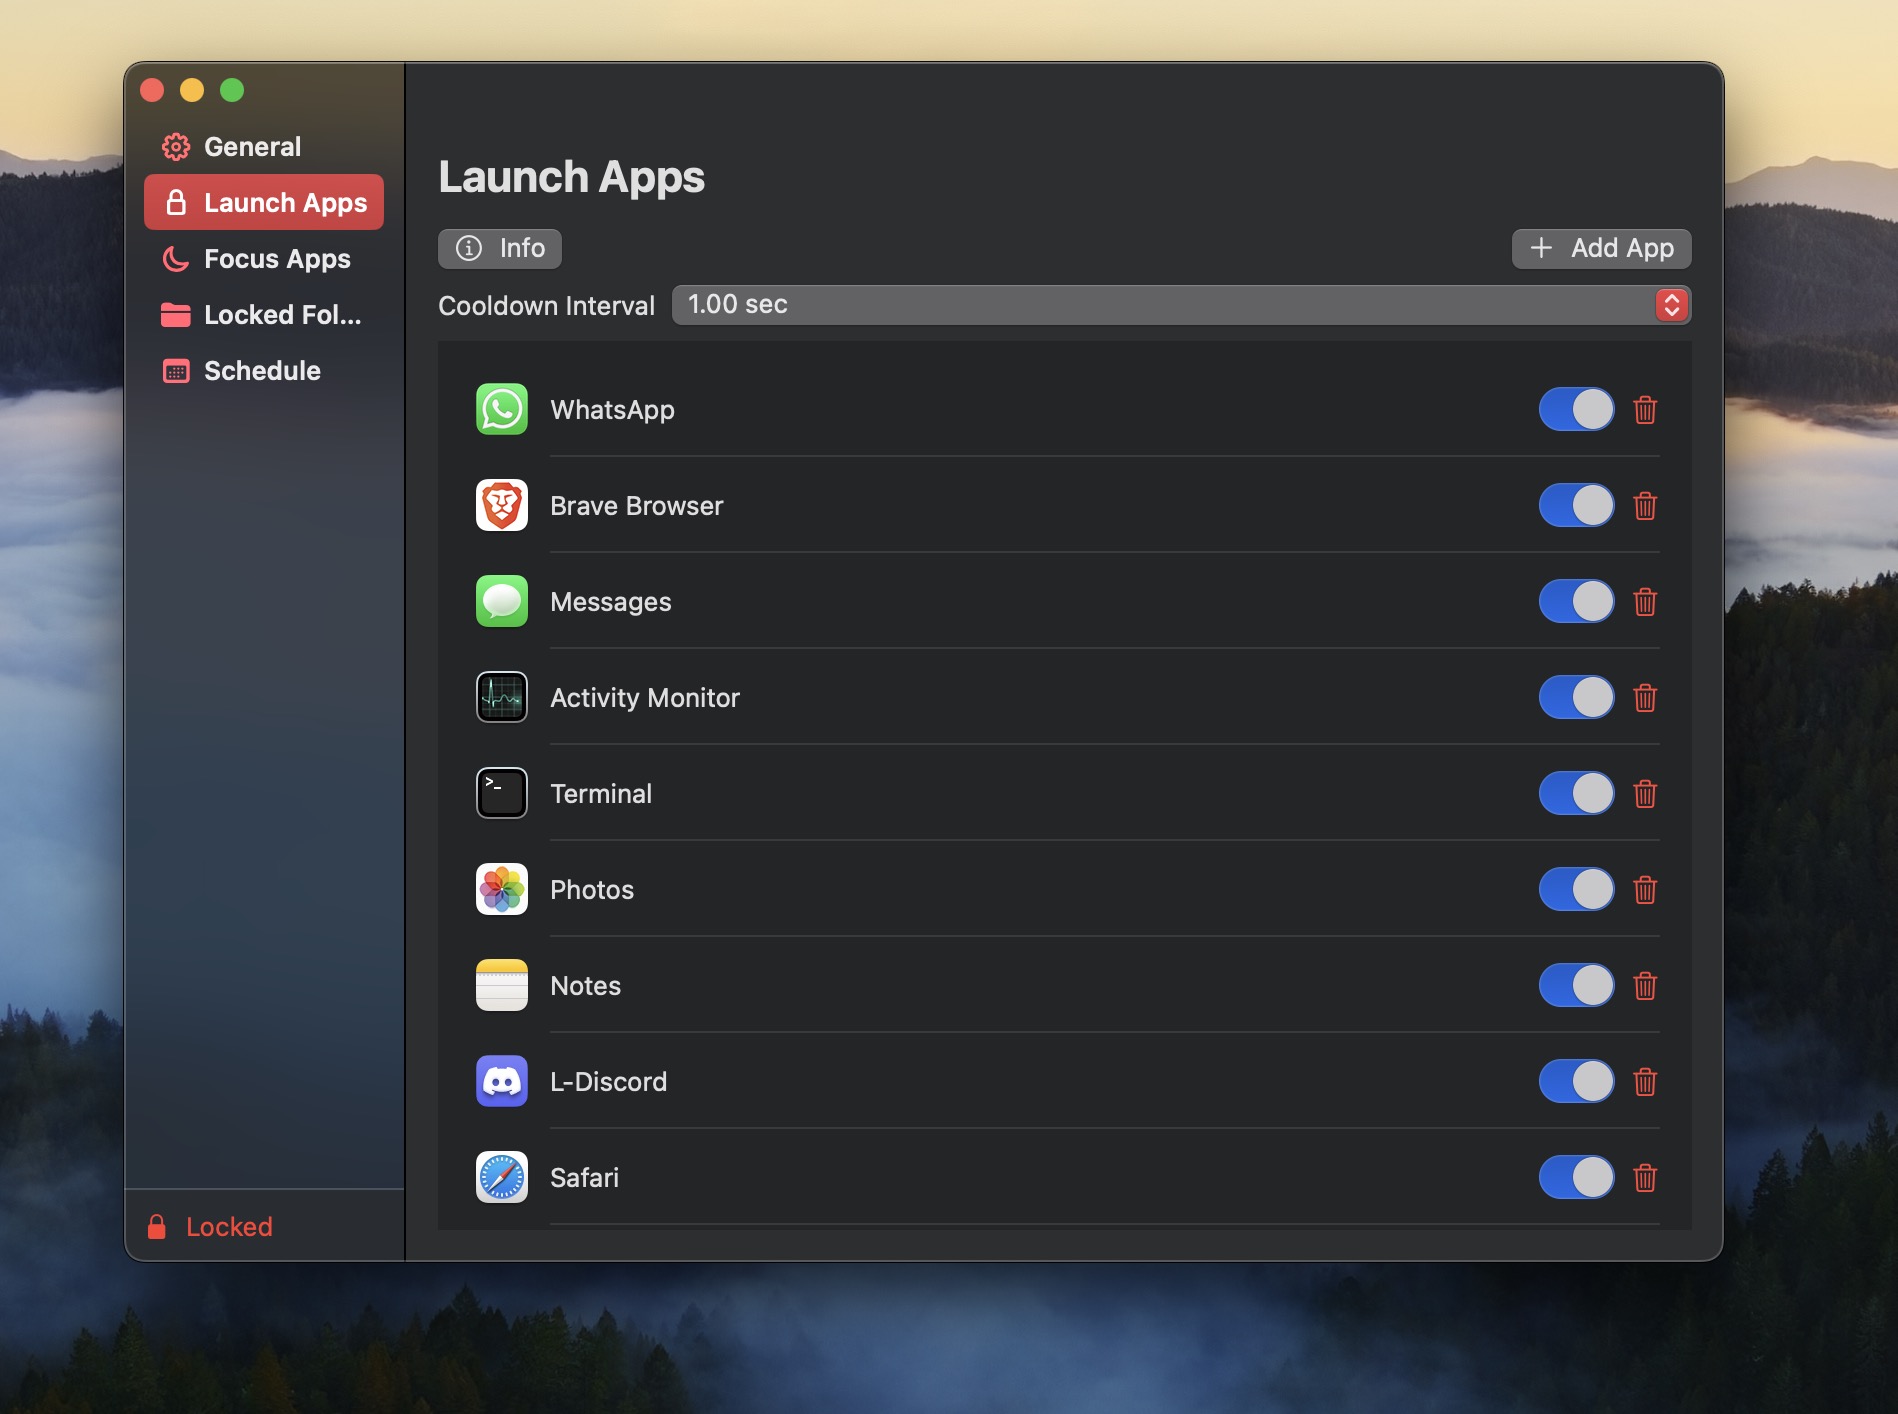 General
Launch Apps
Focus Apps
Locked Fol...
Schedule
Locked
Launch Apps
Info
Add App
Cooldown Interval
1.00 sec
WhatsApp
Brave Browser
Messages
Activity Monitor
>_
Terminal
Photos
Notes
L-Discord
Safari